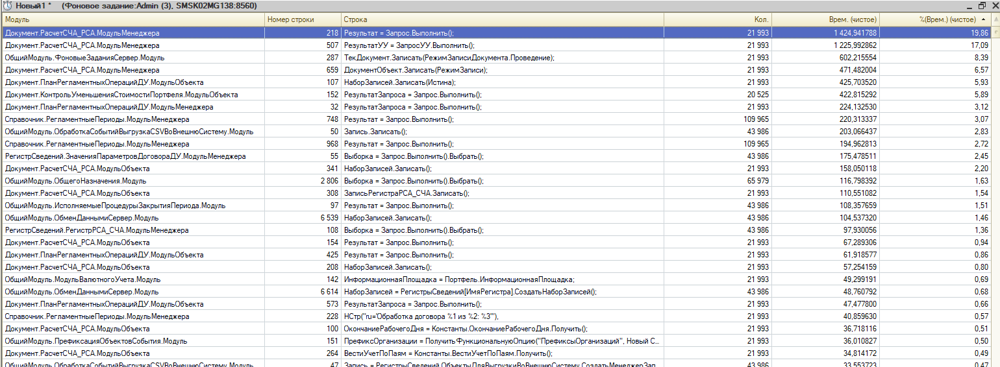 Новый1 * (Фоновое задание:Admin (3), SMSK02MG138:8560)
Модуль Номер строки Строка Кол. Врем. (чистое) %(Врем.) (чистое)
Документ.РасчетСЧА_РСА.МодульМенеджера 218 Результат = Запрос.Выполнить(); 21 993 1 424,941788 19,86
Документ.РасчетСЧА_РСА.МодульМенеджера 507 РезультатУУ = ЗапросУУ.Выполнить(); 21 993 1 225,992862 17,09
ОбщийМодуль.ФоновыеЗаданияСервер.Модуль 287 ТекДокумент.Записать(РежимЗаписиДокумента.Проведение); 21 993 602,215554 8,39
Документ.РасчетСЧА_РСА.МодульМенеджера 659 ДокументОбъект.Записать(РежимЗаписи); 21 993 471,482004 6,57
Документ.ПланРегламентныхОперацийДУ.МодульОбъекта 107 НаборЗаписей.Записать(Истина); 21 993 425,703520 5,93
Документ.КонтрольУменьшенияСтоимостиПортфеля.МодульОбъекта 152 РезультатЗапроса = Запрос.Выполнить(); 20 525 422,815292 5,89
Документ.ПланРегламентныхОперацийДУ.МодульМенеджера 32 РезультатЗапроса = Запрос.Выполнить(); 21 993 224,132530 3,12
Справочник.РегламентныеПериоды.МодульМенеджера 748 Результат = Запрос.Выполнить(); 109 965 220,313337 3,07
ОбщийМодуль.ОбработкаСобытийВыгрузкаCSVВоВнешнюСистему.Модуль 50 Запись.Записать(); 43 986 203,066437 2,83
Справочник.РегламентныеПериоды.МодульМенеджера 968 Результат = Запрос.Выполнить(); 109 965 194,962813 2,72
РегистрСведений.ЗначенияПараметровДоговораДУ.МодульМенеджера 55 Выборка = Запрос.Выполнить().Выбрать(); 43 986 175,478511 2,45
Документ.РасчетСЧА_РСА.МодульОбъекта 341 НаборЗаписей.Записать(); 21 993 158,050118 2,20
ОбщийМодуль.ОбщегоНазначения.Модуль 2 806 Выборка = Запрос.Выполнить().Выбрать(); 65 979 116,798392 1,63
Документ.РасчетСЧА_РСА.МодульОбъекта 308 ЗаписьРегистраРСА_СЧА.Записать(); 21 993 110,551082 1,54
ОбщийМодуль.ИсполняемыеПроцедурыЗакрытияПериода.Модуль 97 Результат = Запрос.Выполнить(); 43 986 108,357659 1,51
ОбщийМодуль.ОбменДаннымиСервер.Модуль 6 539 НаборЗаписей.Записать(); 43 986 104,537320 1,46
РегистрСведений.РегистрРСА_СЧА.МодульМенеджера 108 Выборка = Запрос.Выполнить().Выбрать(); 43 986 97,930056 1,36
Документ.РасчетСЧА_РСА.МодульОбъекта 154 Результат = Запрос.Выполнить(); 21 993 67,289306 0,94
Документ.ПланРегламентныхОперацийДУ.МодульОбъекта 425 Результат = Запрос.Выполнить(); 21 993 61,918577 0,86
Документ.РасчетСЧА_РСА.МодульОбъекта 208 НаборЗаписей.Записать(); 21 993 57,254159 0,80
ОбщийМодуль.МодульВалютногоУчета.Модуль 142 ИнформационнаяПлощадка = Портфель.ИнформационнаяПлощадка; 21 993 49,299191 0,69
ОбщийМодуль.ОбменДаннымиСервер.Модуль 6 614 НаборЗаписей = РегистрыСведений[ИмяРегистра].СоздатьНаборЗаписей(); 43 986 48,760792 0,68
Документ.ПланРегламентныхОперацийДУ.МодульОбъекта 573 РезультатЗапроса = Запрос.Выполнить(); 21 993 47,477800 0,66
Справочник.РегламентныеПериоды.МодульМенеджера 228 НСтр("ru='Обработка договора %1 из %2: %3'"), 21 993 40,859630 0,57
Документ.РасчетСЧА_РСА.МодульОбъекта 100 ОкончаниеРабочегоДня = Константы.ОкончаниеРабочегоДня.Получить(); 21 993 36,718116 0,51
ОбщийМодуль.ПрефиксацияОбъектовСобытия.Модуль 151 ПрефиксОрганизации = ПолучитьФункциональнуюОпцию("ПрефиксыОрганизаций", Новый С... 21 993 36,010827 0,50
Документ.РасчетСЧА_РСА.МодульОбъекта 264 ВестиУчетПоПаям = Константы.ВестиУчетПоПаям.Получить(); 21 993 34,814172 0,49
ОбщийМодуль.ОбработкаСобытийВыгрузкаCSVВоВнешнюСистему.Модуль 47 Запись = РегистрыСведений.ОбъектыДляВыгрузкиВоВнешнююСистему.СоздатьМенеджерЗап... 43 986 33,553723 0,47